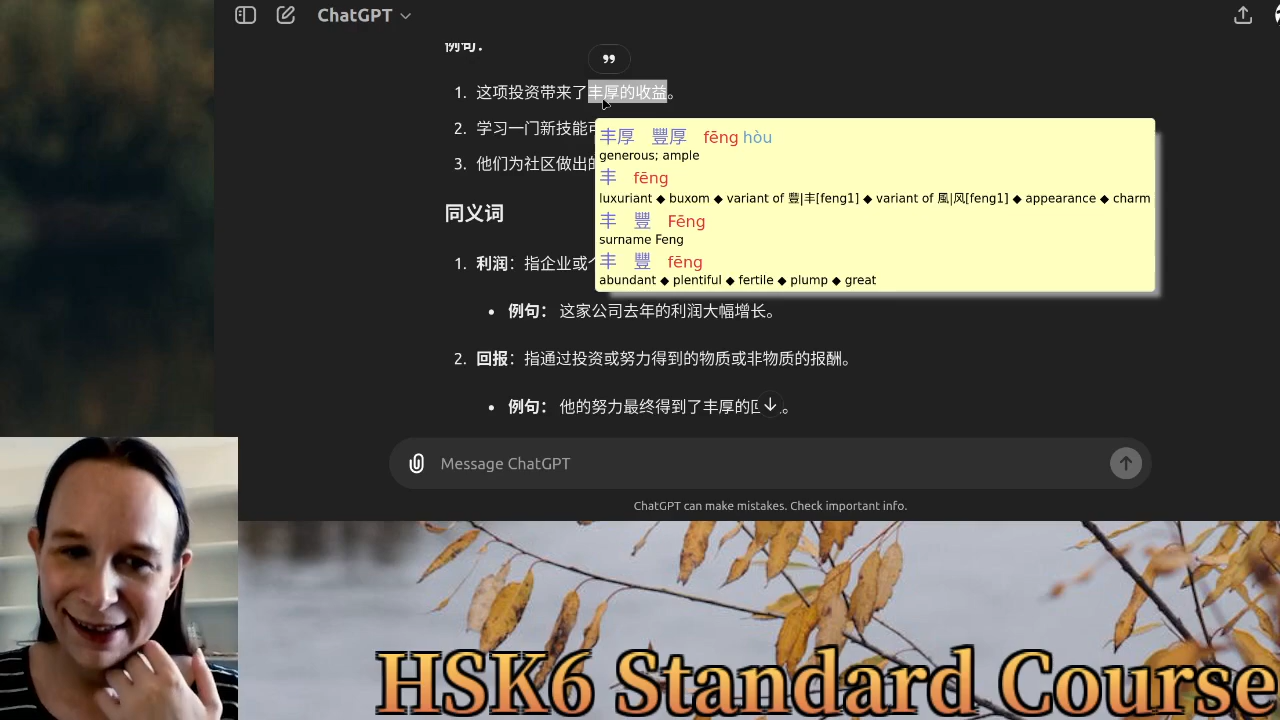 ChatGPT
例句：
1. 这项投资带来了丰厚的收益。
2. 学习一门新技能
3. 他们为社区做出的
丰厚 豐厚 fēng hòu
generous; ample
丰 fēng
luxuriant ◆ buxom ◆ variant of 豐|丰[feng1] ◆ variant of 風|风[feng1] ◆ appearance ◆ charm
丰 豐 Fēng
surname Feng
丰 豐 fēng
abundant ◆ plentiful ◆ fertile ◆ plump ◆ great
同义词
1. 利润：指企业或
• 例句： 这家公司去年的利润大幅增长。
2. 回报：指通过投资或努力得到的物质或非物质的报酬。
• 例句： 他的努力最终得到了丰厚的 。
Message ChatGPT
ChatGPT can make mistakes. Check important info.
HSK6 Standard Course